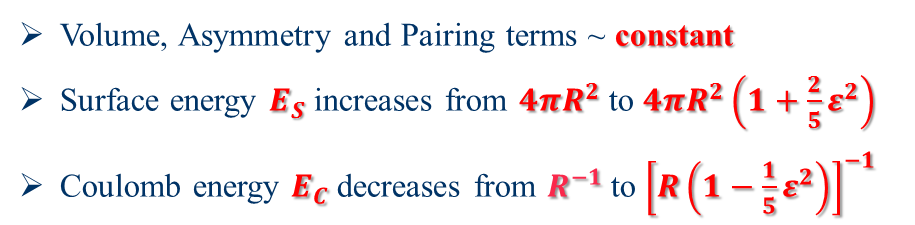 ➢ Volume, Asymmetry and Pairing terms ~ constant
➢ Surface energy E_S increases from 4πR² to 4πR² (1 + 2/5 ε²)
➢ Coulomb energy E_C decreases from R⁻¹ to [R (1 − 1/5 ε²)]⁻¹